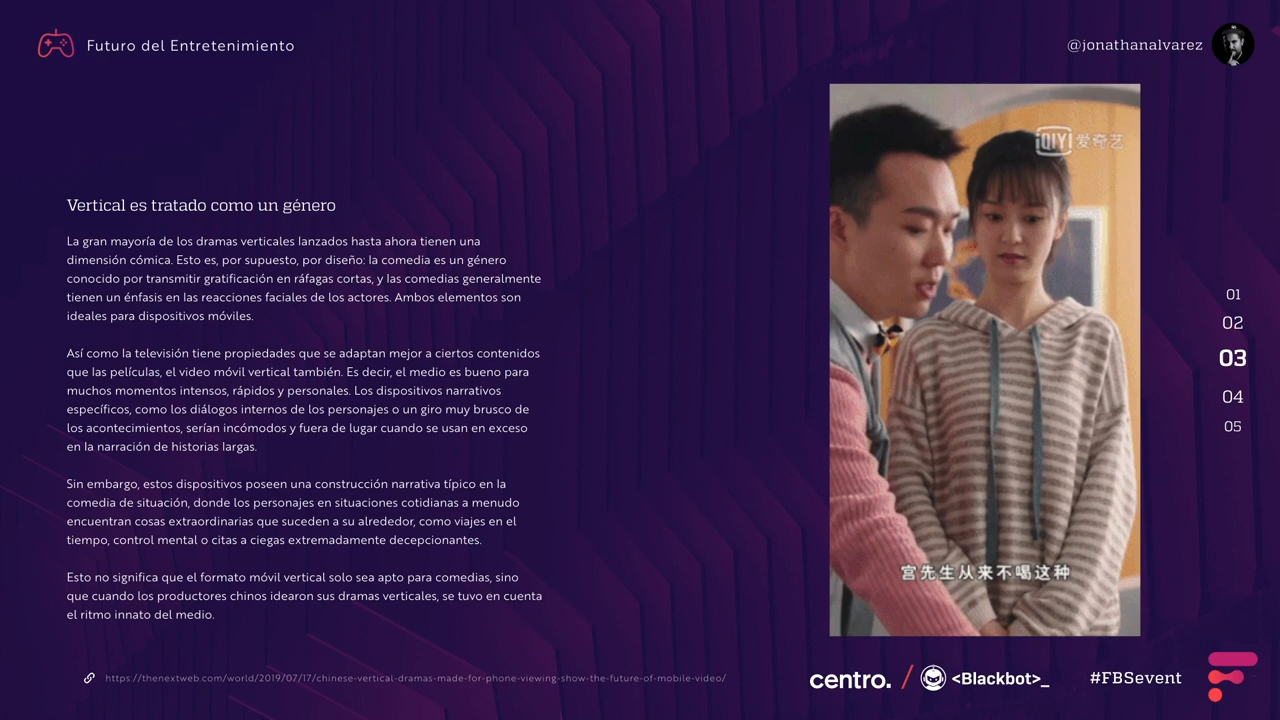 Futuro del Entretenimiento
@jonathanalvarez
iQIYI 爱奇艺
Vertical es tratado como un género
La gran mayoría de los dramas verticales lanzados hasta ahora tienen una
dimensión cómica. Esto es, por supuesto, por diseño: la comedia es un género
conocido por transmitir gratificación en ráfagas cortas, y las comedias generalmente
tienen un énfasis en las reacciones faciales de los actores. Ambos elementos son
ideales para dispositivos móviles.
Así como la televisión tiene propiedades que se adaptan mejor a ciertos contenidos
que las películas, el video móvil vertical también. Es decir, el medio es bueno para
muchos momentos intensos, rápidos y personales. Los dispositivos narrativos
específicos, como los diálogos internos de los personajes o un giro muy brusco de
los acontecimientos, serían incómodos y fuera de lugar cuando se usan en exceso
en la narración de historias largas.
Sin embargo, estos dispositivos poseen una construcción narrativa típico en la
comedia de situación, donde los personajes en situaciones cotidianas a menudo
encuentran cosas extraordinarias que suceden a su alrededor, como viajes en el
tiempo, control mental o citas a ciegas extremadamente decepcionantes.
Esto no significa que el formato móvil vertical solo sea apto para comedias, sino
que cuando los productores chinos idearon sus dramas verticales, se tuvo en cuenta
el ritmo innato del medio.
宫先生从来不喝这种
01
02
03
04
05
https://thenextweb.com/world/2019/07/17/chinese-vertical-dramas-made-for-phone-viewing-show-the-future-of-mobile-video/
centro. / <Blackbot>_
#FBSevent